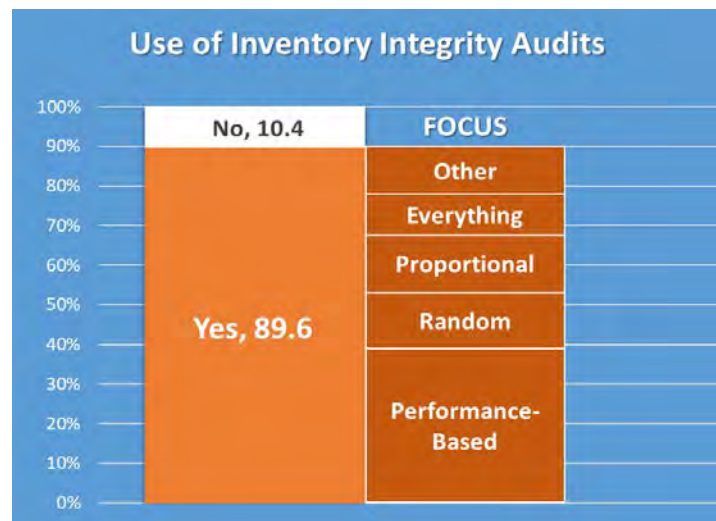 Use of Inventory Integrity Audits
100%
90%
80%
70%
60%
50%
40%
30%
20%
10%
0%
No, 10.4
Yes, 89.6
FOCUS
Other
Everything
Proportional
Random
Performance-
Based